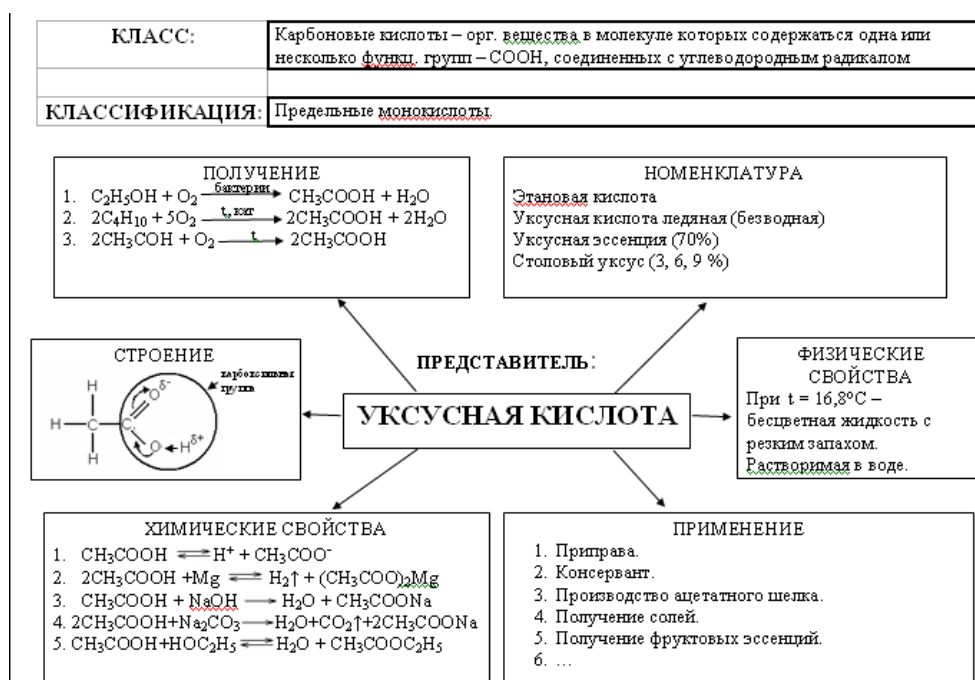 КЛАСС:
Карбоновые кислоты – орг. вещества в молекуле которых содержаться одна или
несколько функц. групп – COOH, соединенных с углеводородным радикалом
КЛАССИФИКАЦИЯ:
Предельные монокислоты.
ПОЛУЧЕНИЕ
1. C₂H₅OH + O₂ бактерии → CH₃COOH + H₂O
2. 2C₄H₁₀ + 5O₂ t, кат → 2CH₃COOH + 2H₂O
3. 2CH₃COH + O₂ t → 2CH₃COOH
НОМЕНКЛАТУРА
Этановая кислота
Уксусная кислота ледяная (безводная)
Уксусная эссенция (70%)
Столовый уксус (3, 6, 9 %)
СТРОЕНИЕ
карбоксильная
группа
H
O δ-
H C C
O H δ+
H
ПРЕДСТАВИТЕЛЬ:
УКСУСНАЯ КИСЛОТА
ФИЗИЧЕСКИЕ
СВОЙСТВА
При t = 16,8°C –
бесцветная жидкость с
резким запахом.
Растворимая в воде.
ХИМИЧЕСКИЕ СВОЙСТВА
1. CH₃COOH ⇌ H⁺ + CH₃COO⁻
2. 2CH₃COOH +Mg ⇌ H₂↑ + (CH₃COO)₂Mg
3. CH₃COOH + NaOH → H₂O + CH₃COONa
4. 2CH₃COOH+Na₂CO₃ → H₂O+CO₂↑+2CH₃COONa
5. CH₃COOH+HOC₂H₅ ⇌ H₂O + CH₃COOC₂H₅
ПРИМЕНЕНИЕ
1. Приправа.
2. Консервант.
3. Производство ацетатного шелка.
4. Получение солей.
5. Получение фруктовых эссенций.
6. ...